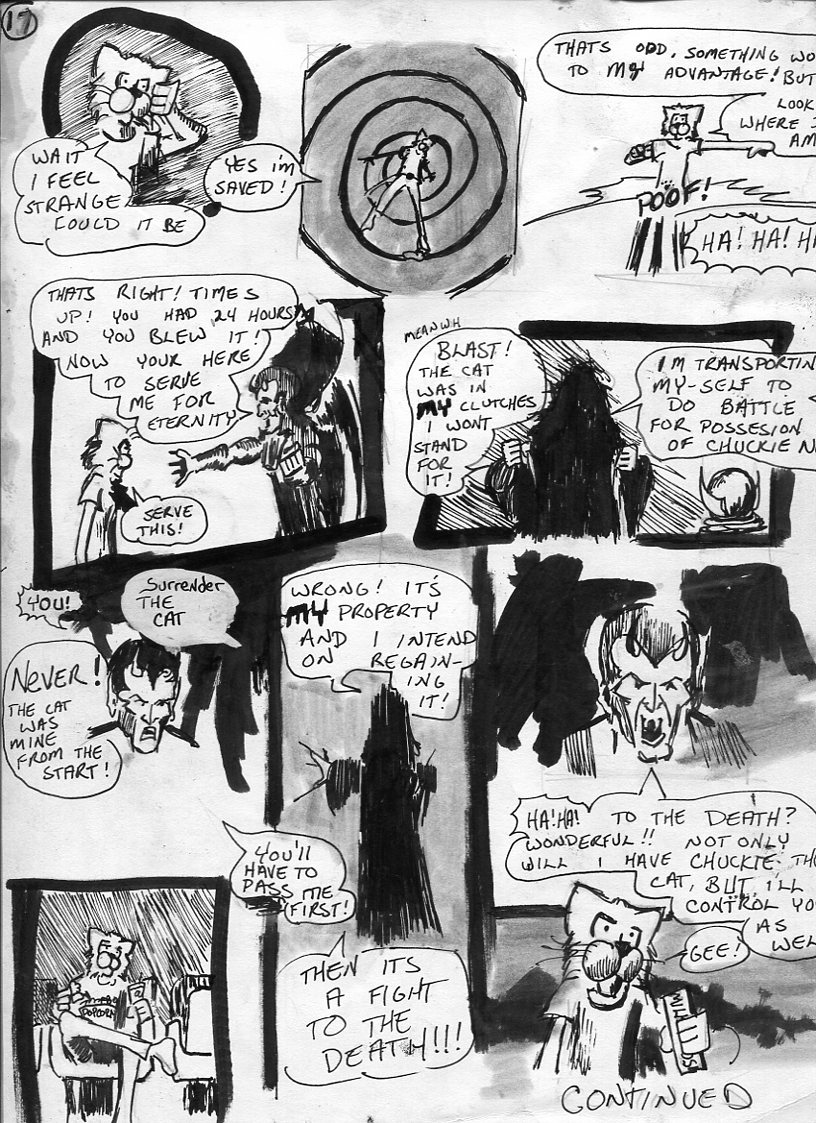 17
WAIT
I FEEL
STRANGE
COULD IT BE
YES I'M
SAVED!
THATS ODD, SOMETHING WO
TO MY ADVANTAGE! BUT
LOOK
WHERE I
AM
POOF!
HA! HA! H
THATS RIGHT! TIMES
UP! YOU HAD 24 HOURS
AND YOU BLEW IT!
NOW YOUR HERE
TO SERVE
ME FOR
ETERNITY
SERVE
THIS!
MEANWH
BLAST!
THE CAT
WAS IN
MY CLUTCHES
I WONT
STAND
FOR
IT!
I'M TRANSPORTIN
MY-SELF TO
DO BATTLE
FOR POSSESION
OF CHUCKIE N
YOU!
Surrender
THE
CAT
NEVER!
THE CAT
WAS
MINE
FROM THE
START!
WRONG! IT'S
MY PROPERTY
AND I INTEND
ON REGAIN-
ING
IT!
YOU'LL
HAVE TO
PASS ME
FIRST!
THEN ITS
A FIGHT
TO THE
DEATH!!!
HA! HA! TO THE DEATH?
WONDERFUL!! NOT ONLY
WILL I HAVE CHUCKIE TH
CAT, BUT I'LL
CONTROL YO
AS
WEL
POPCORN
GEE!
CONTINUED